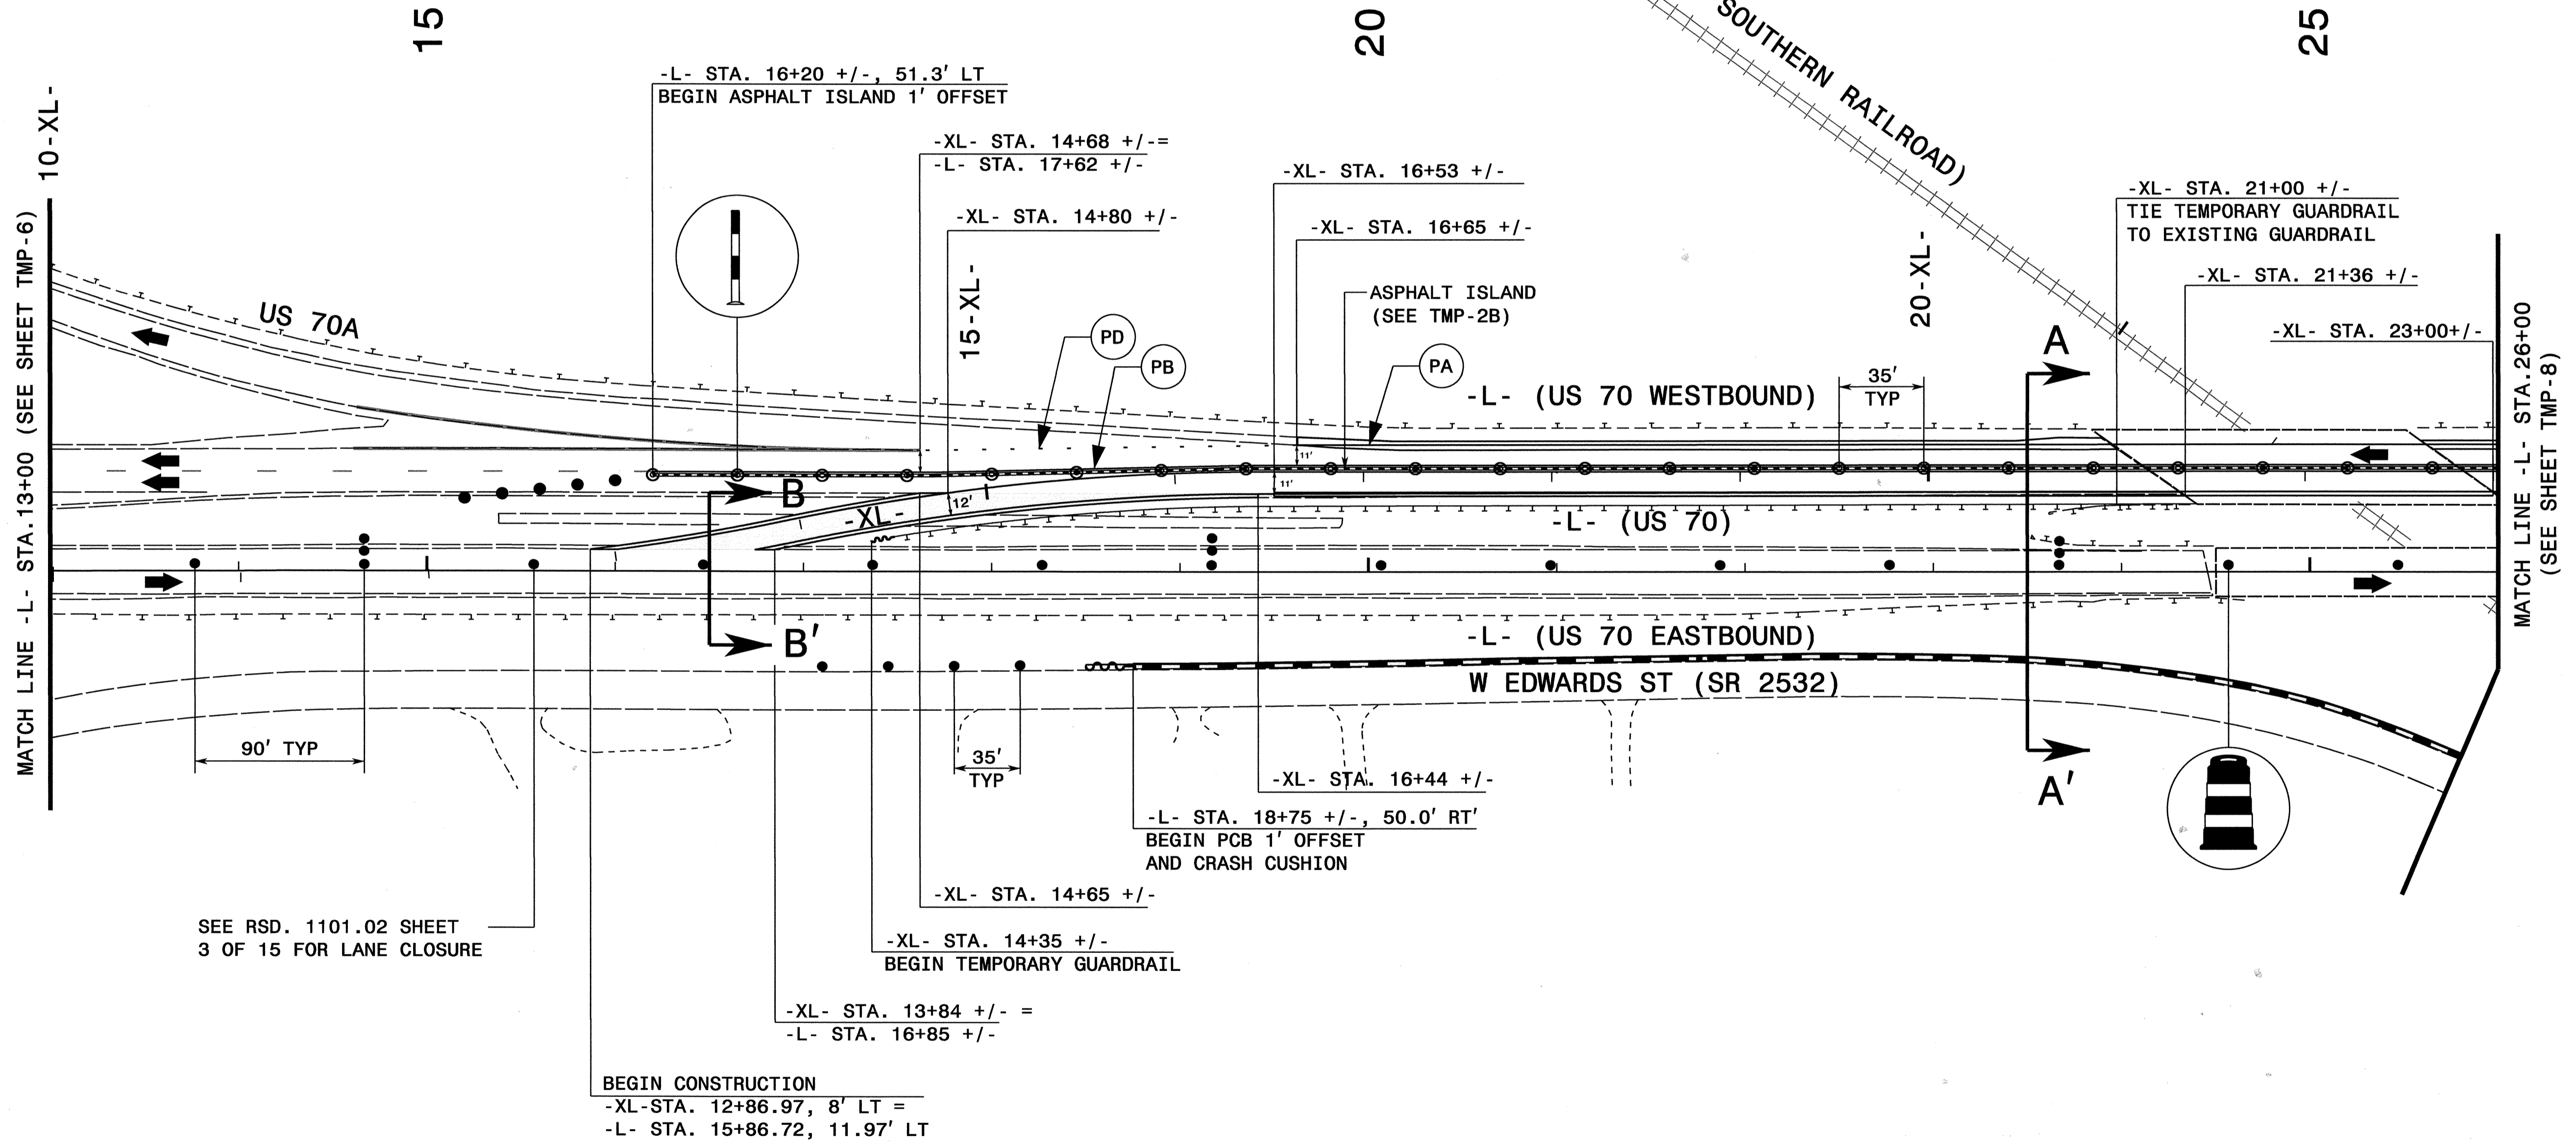 15
20
25
10-XL-
SOUTHERN RAILROAD)
-L- STA. 16+20 +/-, 51.3' LT
BEGIN ASPHALT ISLAND 1' OFFSET
-XL- STA. 14+68 +/-=
-L- STA. 17+62 +/-
-XL- STA. 14+80 +/-
-XL- STA. 16+53 +/-
-XL- STA. 16+65 +/-
ASPHALT ISLAND
(SEE TMP-2B)
-XL- STA. 21+00 +/-
TIE TEMPORARY GUARDRAIL
TO EXISTING GUARDRAIL
-XL- STA. 21+36 +/-
-XL- STA. 23+00+/-
15-XL-
20-XL-
US 70A
PD
PB
PA
35'
TYP
A
-L- (US 70 WESTBOUND)
11'
11'
12'
B
-XL-
-L- (US 70)
B'
-L- (US 70 EASTBOUND)
W EDWARDS ST (SR 2532)
A'
90' TYP
35'
TYP
-XL- STA. 16+44 +/-
-L- STA. 18+75 +/-, 50.0' RT'
BEGIN PCB 1' OFFSET
AND CRASH CUSHION
-XL- STA. 14+65 +/-
SEE RSD. 1101.02 SHEET
3 OF 15 FOR LANE CLOSURE
-XL- STA. 14+35 +/-
BEGIN TEMPORARY GUARDRAIL
-XL- STA. 13+84 +/- =
-L- STA. 16+85 +/-
BEGIN CONSTRUCTION
-XL-STA. 12+86.97, 8' LT =
-L- STA. 15+86.72, 11.97' LT
MATCH LINE -L- STA.13+00 (SEE SHEET TMP-6)
MATCH LINE -L- STA.26+00
(SEE SHEET TMP-8)